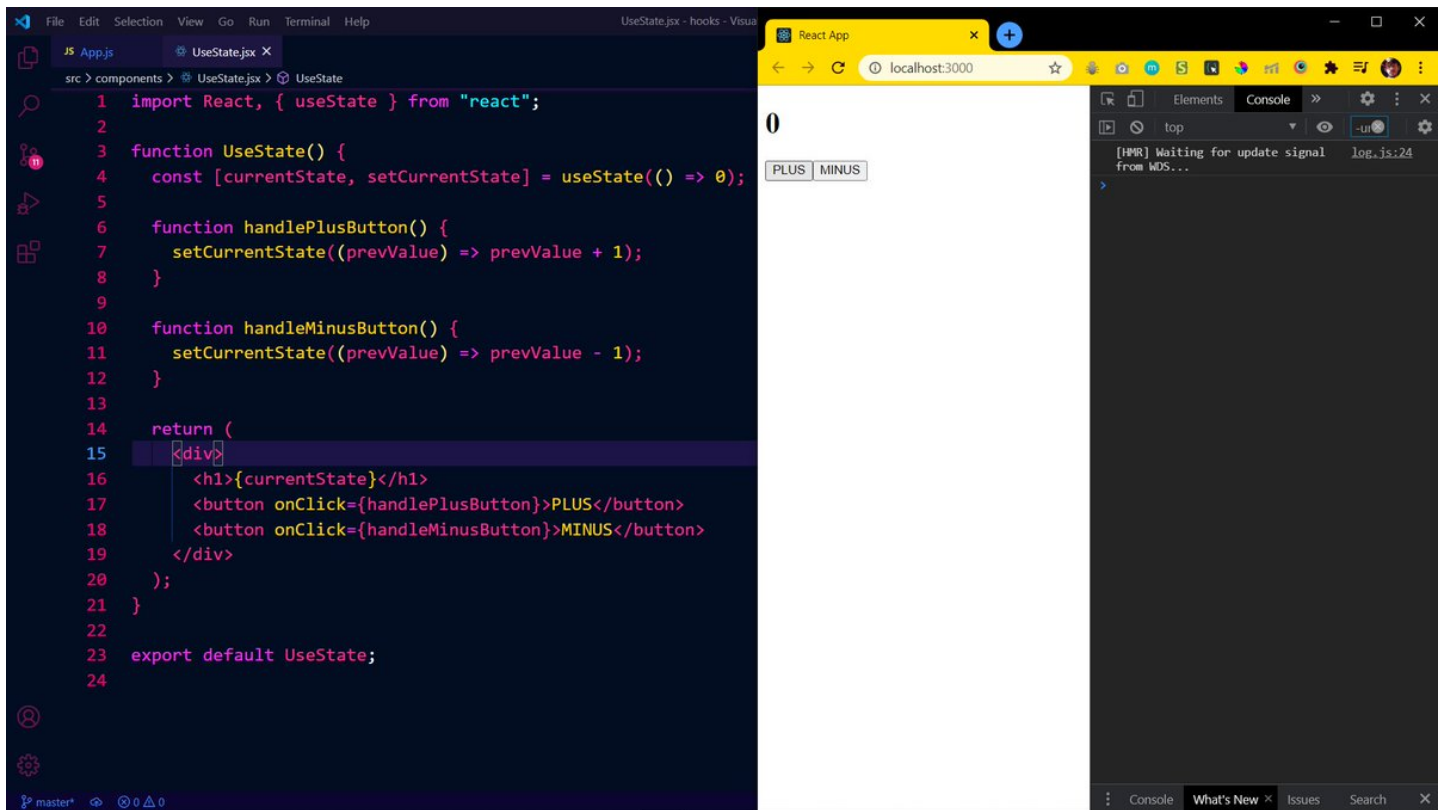 File Edit Selection View Go Run Terminal Help UseState.jsx - hooks - Visua
JS App.js UseState.jsx ×
src > components > UseState.jsx > UseState
1 import React, { useState } from "react";
2
3 function UseState() {
4 const [currentState, setCurrentState] = useState(() => 0);
5
6 function handlePlusButton() {
7 setCurrentState((prevValue) => prevValue + 1);
8 }
9
10 function handleMinusButton() {
11 setCurrentState((prevValue) => prevValue - 1);
12 }
13
14 return (
15 <div>
16 <h1>{currentState}</h1>
17 <button onClick={handlePlusButton}>PLUS</button>
18 <button onClick={handleMinusButton}>MINUS</button>
19 </div>
20 );
21 }
22
23 export default UseState;
24
11
master* 0 0
React App
localhost:3000
0
PLUS MINUS
Elements Console »
top -ur
[HMR] Waiting for update signal log.js:24
from WDS...
>
Console What's New × Issues Search